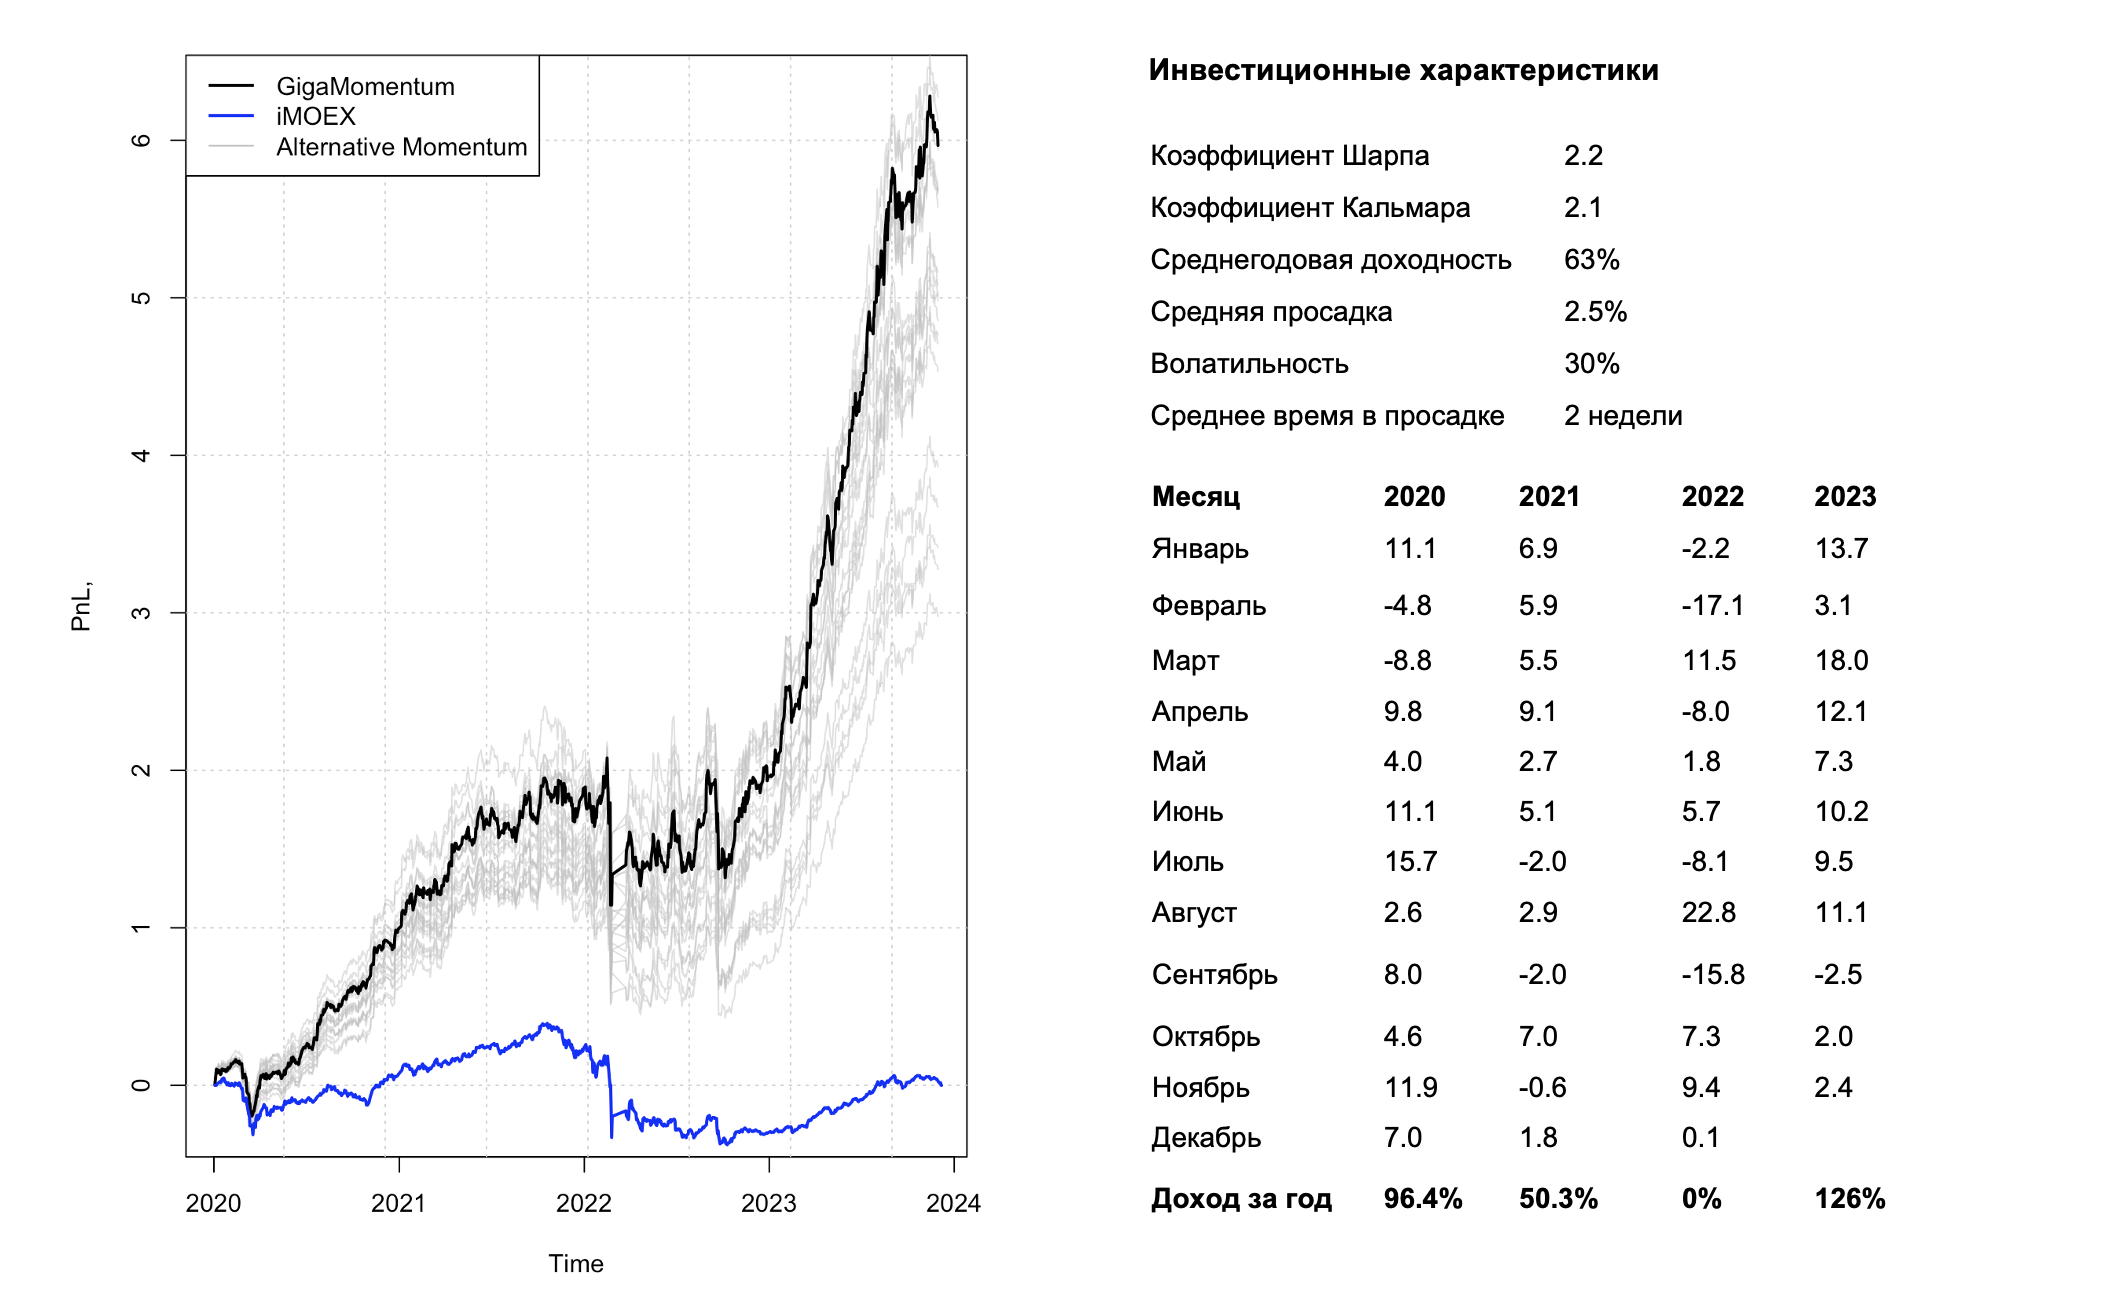 GigaMomentum
iMOEX
Alternative Momentum
6
5
4
3
2
1
0
PnL,
2020 2021 2022 2023 2024
Time
Инвестиционные характеристики
Коэффициент Шарпа 2.2
Коэффициент Кальмара 2.1
Среднегодовая доходность 63%
Средняя просадка 2.5%
Волатильность 30%
Среднее время в просадке 2 недели
Месяц 2020 2021 2022 2023
Январь 11.1 6.9 -2.2 13.7
Февраль -4.8 5.9 -17.1 3.1
Март -8.8 5.5 11.5 18.0
Апрель 9.8 9.1 -8.0 12.1
Май 4.0 2.7 1.8 7.3
Июнь 11.1 5.1 5.7 10.2
Июль 15.7 -2.0 -8.1 9.5
Август 2.6 2.9 22.8 11.1
Сентябрь 8.0 -2.0 -15.8 -2.5
Октябрь 4.6 7.0 7.3 2.0
Ноябрь 11.9 -0.6 9.4 2.4
Декабрь 7.0 1.8 0.1
Доход за год 96.4% 50.3% 0% 126%